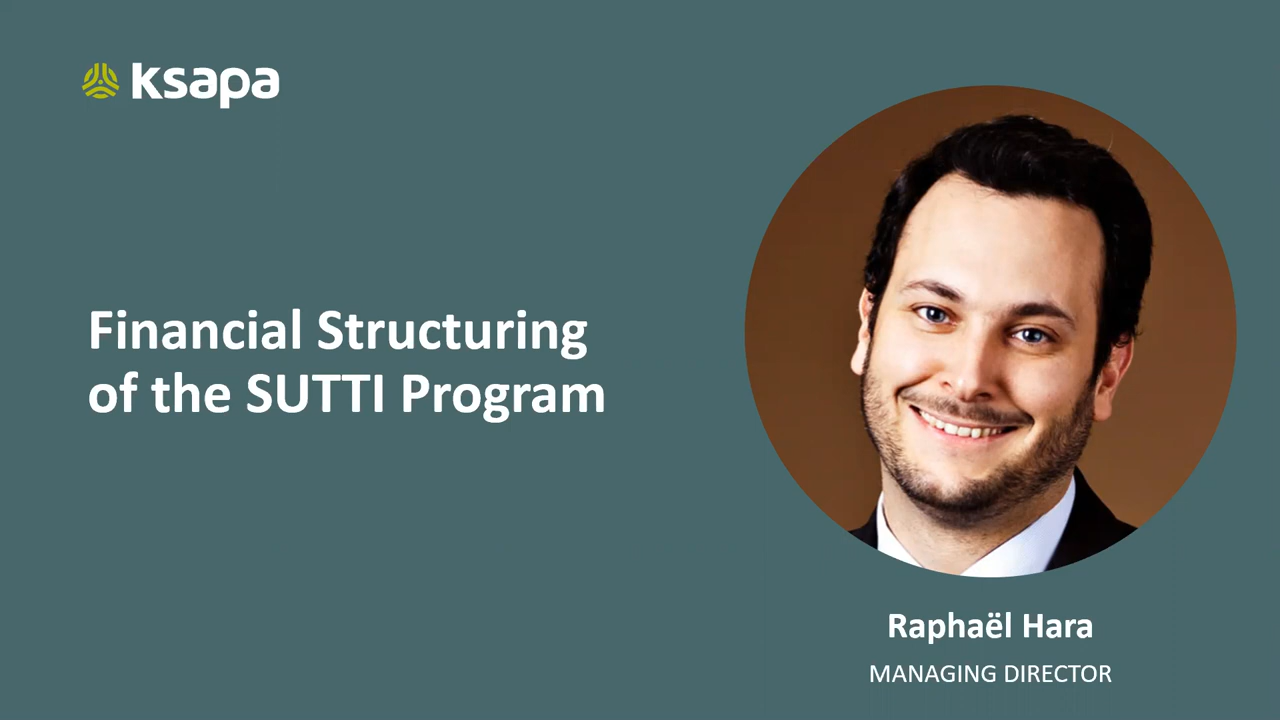 ksapa
Financial Structuring
of the SUTTI Program
Raphaël Hara
MANAGING DIRECTOR